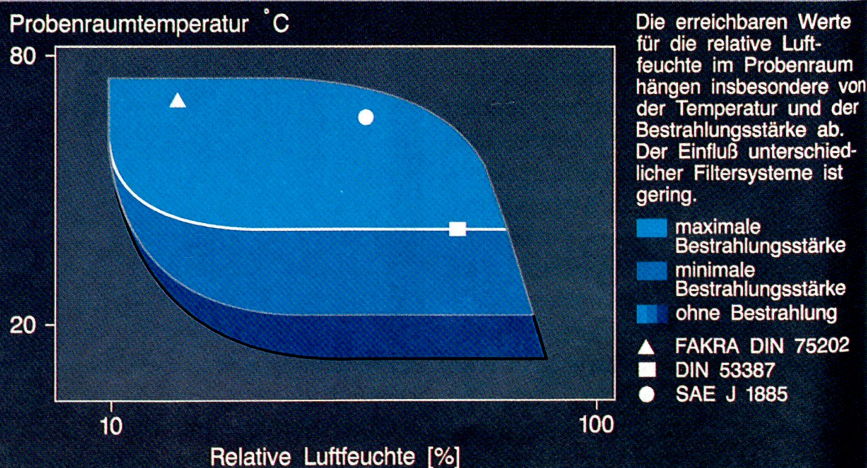 Probenraumtemperatur °C
80
20
10
100
Relative Luftfeuchte [%]
Die erreichbaren Werte
für die relative Luft-
feuchte im Probenraum
hängen insbesondere von
der Temperatur und der
Bestrahlungsstärke ab.
Der Einfluß unterschied-
licher Filtersysteme ist
gering.
maximale
Bestrahlungsstärke
minimale
Bestrahlungsstärke
ohne Bestrahlung
FAKRA DIN 75202
DIN 53387
SAE J 1885